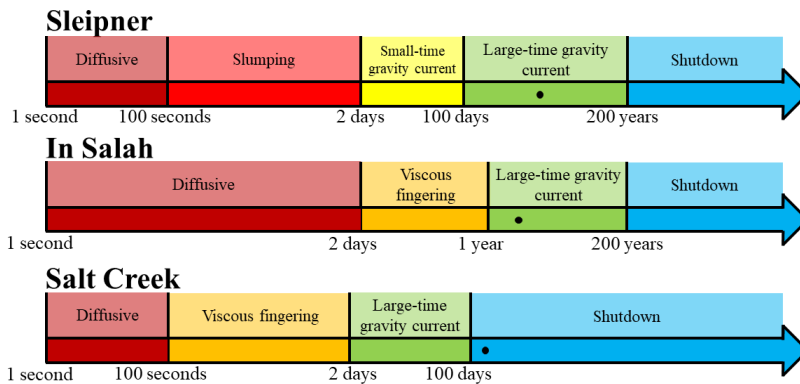 Sleipner
Diffusive
Slumping
Small-time
gravity current
Large-time gravity
current
Shutdown
1 second
100 seconds
2 days
100 days
200 years
In Salah
Diffusive
Viscous
fingering
Large-time gravity
current
Shutdown
1 second
2 days
1 year
200 years
Salt Creek
Diffusive
Viscous fingering
Large-time
gravity current
Shutdown
1 second
100 seconds
2 days
100 days